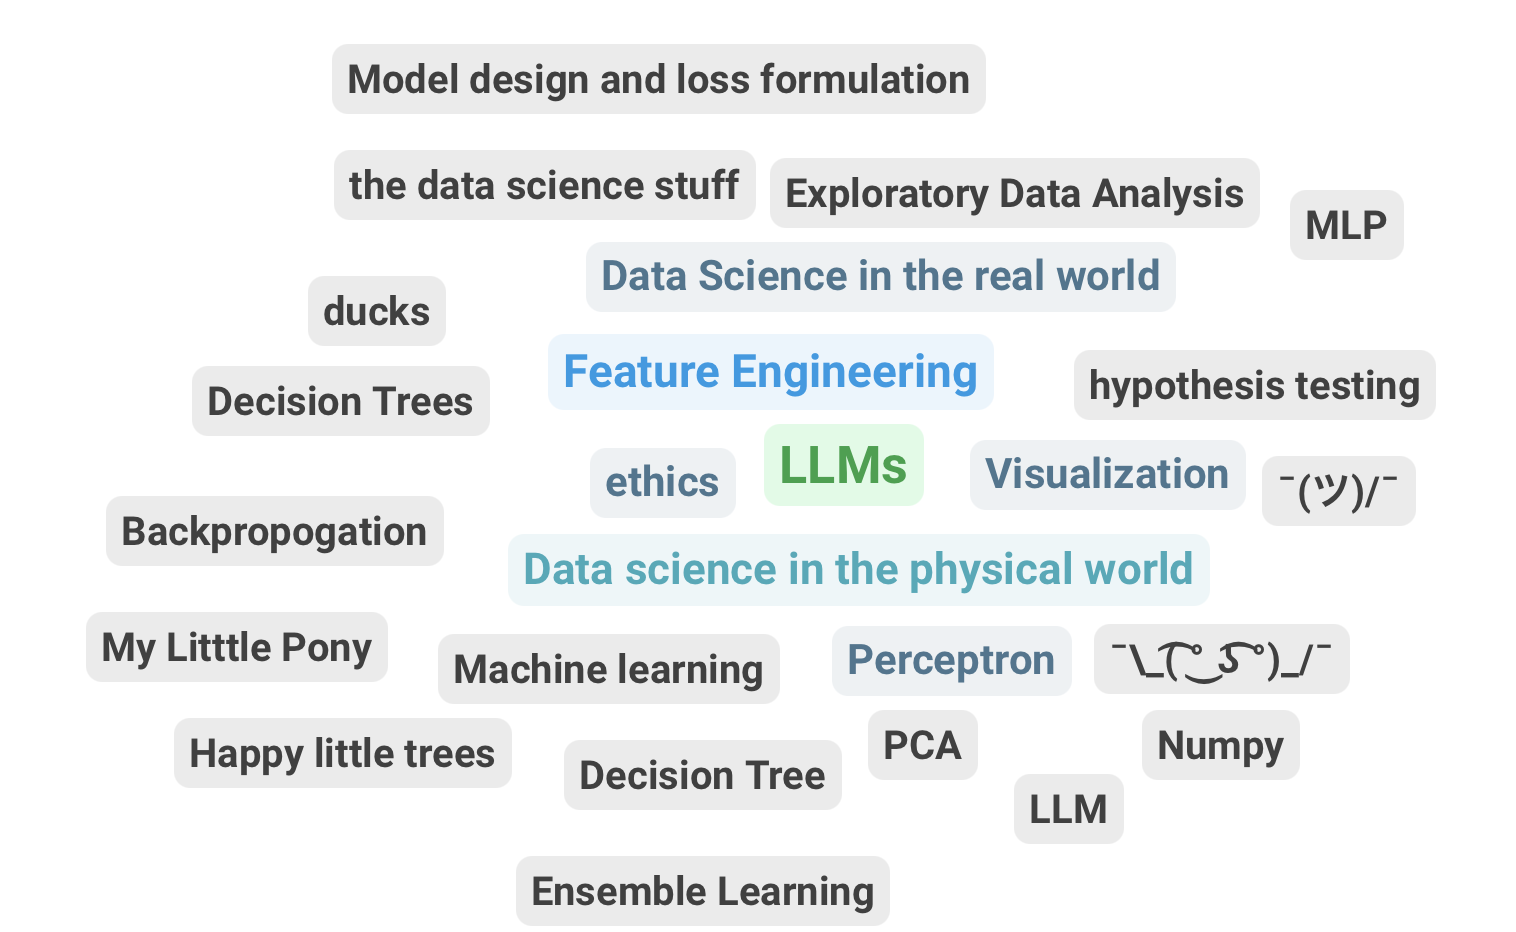 Model design and loss formulation
the data science stuff
Exploratory Data Analysis
MLP
Data Science in the real world
ducks
Feature Engineering
hypothesis testing
Decision Trees
LLMs
Visualization
ethics
¯(ツ)/¯
Backpropogation
Data science in the physical world
My Litttle Pony
Machine learning
Perceptron
¯\_( ͡° ͜ʖ ͡°)_/¯
Happy little trees
PCA
Numpy
Decision Tree
LLM
Ensemble Learning